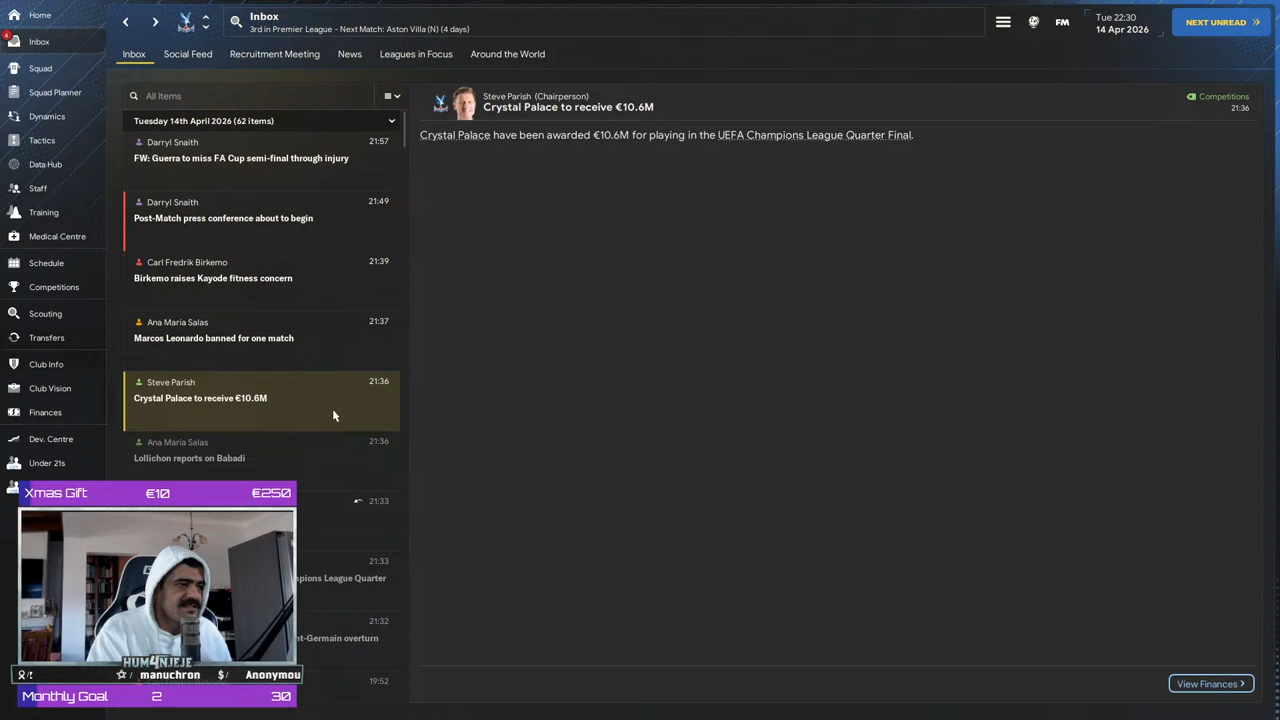 Home
4
Inbox
Squad
Squad Planner
Dynamics
Tactics
Data Hub
Staff
Training
Medical Centre
Schedule
Competitions
Scouting
Transfers
Club Info
Club Vision
Finances
Dev. Centre
Under 21s
Inbox
3rd in Premier League - Next Match: Aston Villa (N) (4 days)
FM
Tue 22:30
14 Apr 2026
NEXT UNREAD
Inbox
Social Feed
Recruitment Meeting
News
Leagues in Focus
Around the World
All Items
Tuesday 14th April 2026 (62 items)
Darryl Snaith
21:57
FW: Guerra to miss FA Cup semi-final through injury
Darryl Snaith
21:49
Post-Match press conference about to begin
Carl Fredrik Birkemo
21:39
Birkemo raises Kayode fitness concern
Ana Maria Salas
21:37
Marcos Leonardo banned for one match
Steve Parish
21:36
Crystal Palace to receive €10.6M
Ana Maria Salas
21:36
Lollichon reports on Babadi
21:33
21:33
mpions League Quarter
21:32
nt-Germain overturn
19:52
Steve Parish (Chairperson)
Crystal Palace to receive €10.6M
Competitions
21:36
Crystal Palace have been awarded €10.6M for playing in the UEFA Champions League Quarter Final.
View Finances
Xmas Gift €10 €250
HUM4NJEJE
/ manuchron $/ Anonymou
Monthly Goal 2 30